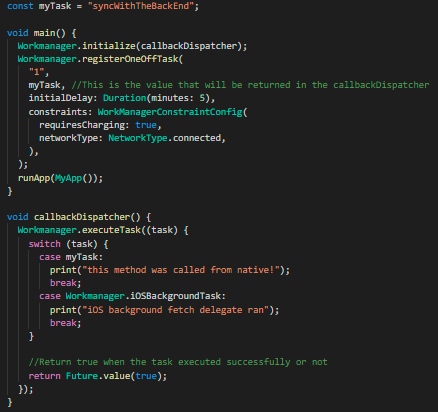 const myTask = "syncWithTheBackEnd";
void main() {
Workmanager.initialize(callbackDispatcher);
Workmanager.registerOneOffTask(
"1",
myTask, //This is the value that will be returned in the callbackDispatcher
initialDelay: Duration(minutes: 5),
constraints: WorkManagerConstraintConfig(
requiresCharging: true,
networkType: NetworkType.connected,
),
);
runApp(MyApp());
}
void callbackDispatcher() {
Workmanager.executeTask((task) {
switch (task) {
case myTask:
print("this method was called from native!");
break;
case Workmanager.iOSBackgroundTask:
print("iOS background fetch delegate ran");
break;
}
//Return true when the task executed successfully or not
return Future.value(true);
});
}